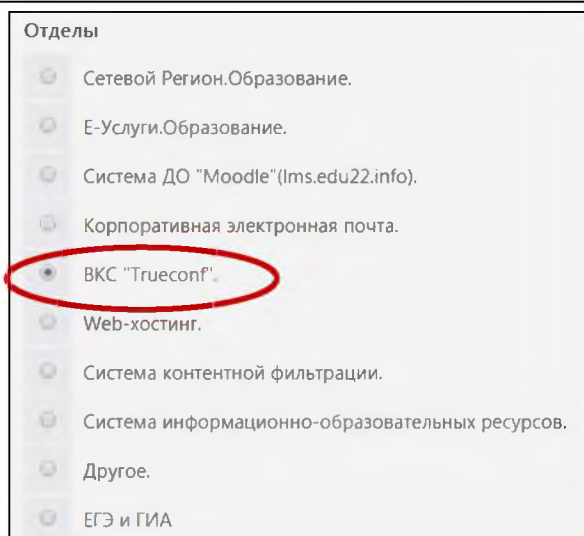 Отделы
Сетевой Регион.Образование.
Е-Услуги.Образование.
Система ДО "Moodle"(lms.edu22.info).
Корпоративная электронная почта.
ВКС "Trueconf".
Web-хостинг.
Система контентной фильтрации.
Система информационно-образовательных ресурсов.
Другое.
ЕГЭ и ГИА